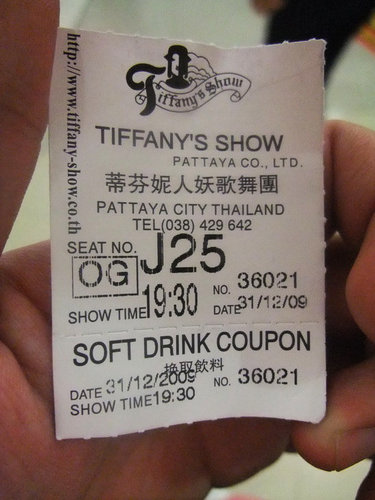 http://www.tiffany-show.co.th
Tiffany's Show
TIFFANY'S SHOW
PATTAYA CO., LTD.
蒂芬妮人妖歌舞團
PATTAYA CITY THAILAND
TEL(038) 429 642
SEAT NO. J25
OG
NO. 36021
SHOW TIME 19:30 DATE 31/12/09
SOFT DRINK COUPON
換取飲料
DATE 31/12/2009 NO. 36021
SHOW TIME 19:30